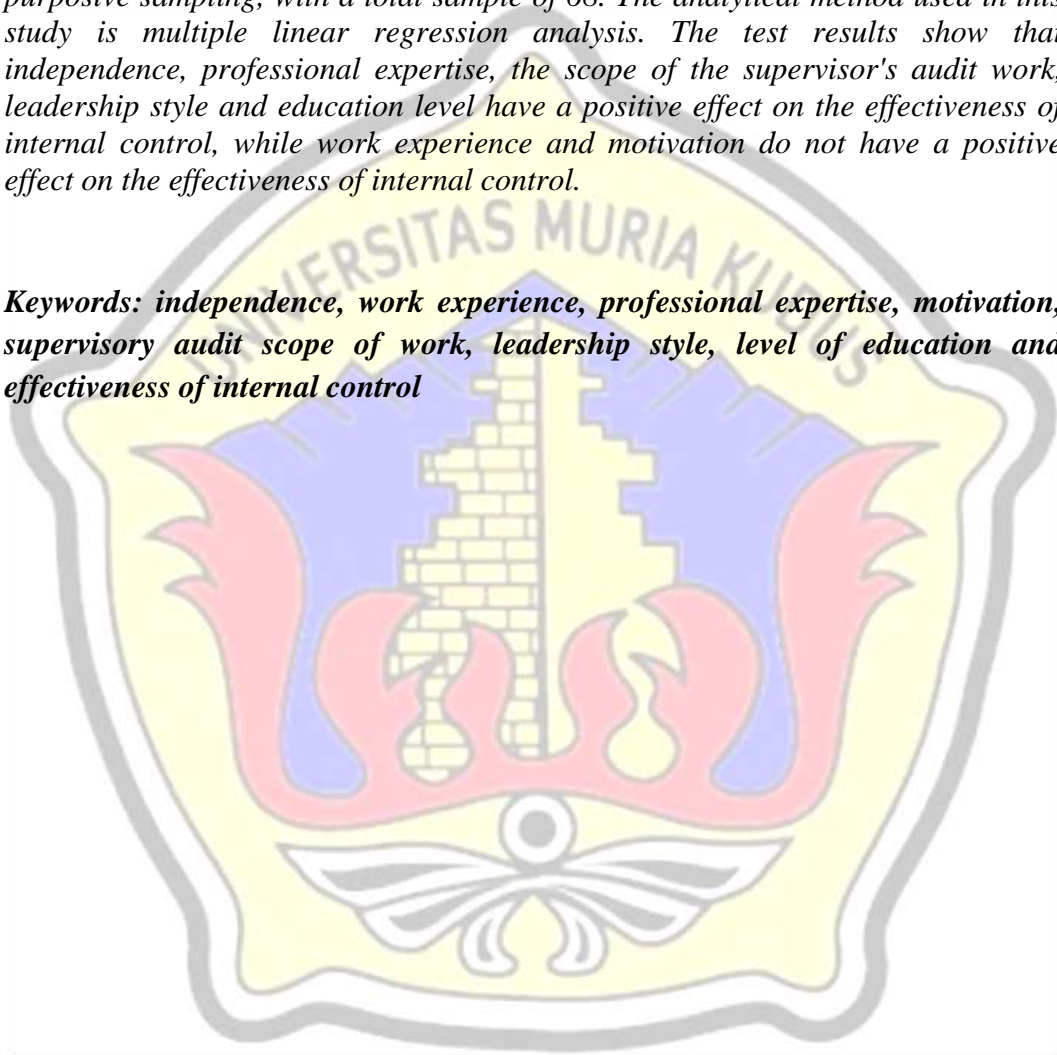 purposive sampling, with a total sample of 68. The analytical method used in this
study is multiple linear regression analysis. The test results show that
independence, professional expertise, the scope of the supervisor's audit work,
leadership style and education level have a positive effect on the effectiveness of
internal control, while work experience and motivation do not have a positive
effect on the effectiveness of internal control.
UNIVERSITAS MURIA KUDUS
Keywords: independence, work experience, professional expertise, motivation,
supervisory audit scope of work, leadership style, level of education and
effectiveness of internal control